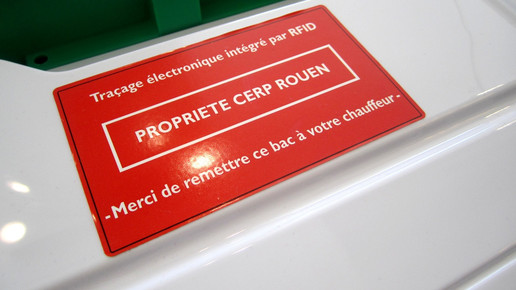 Traçage électronique intégré par RFID
PROPRIETE CERP ROUEN
-Merci de remettre ce bac à votre chauffeur-